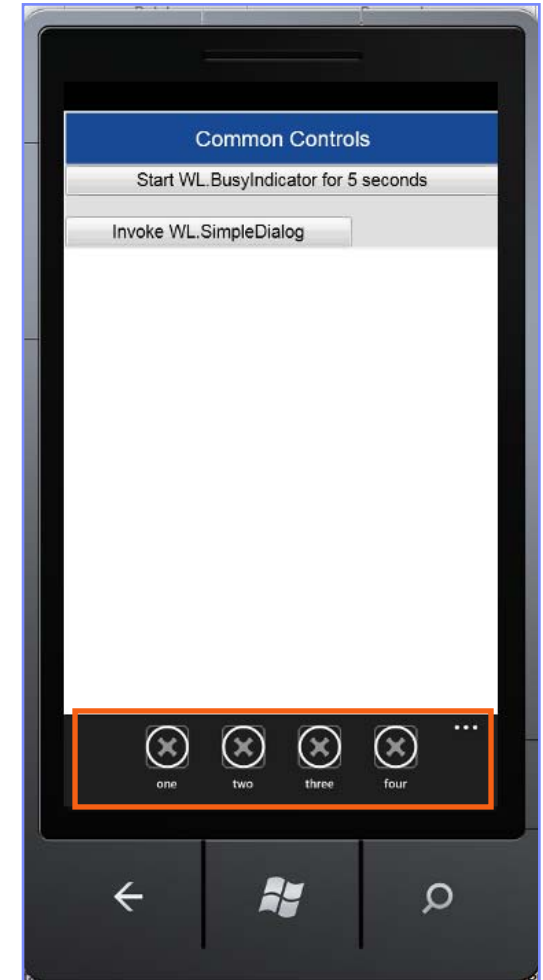 Common Controls
Start WL.BusyIndicator for 5 seconds
Invoke WL.SimpleDialog
...
one two three four